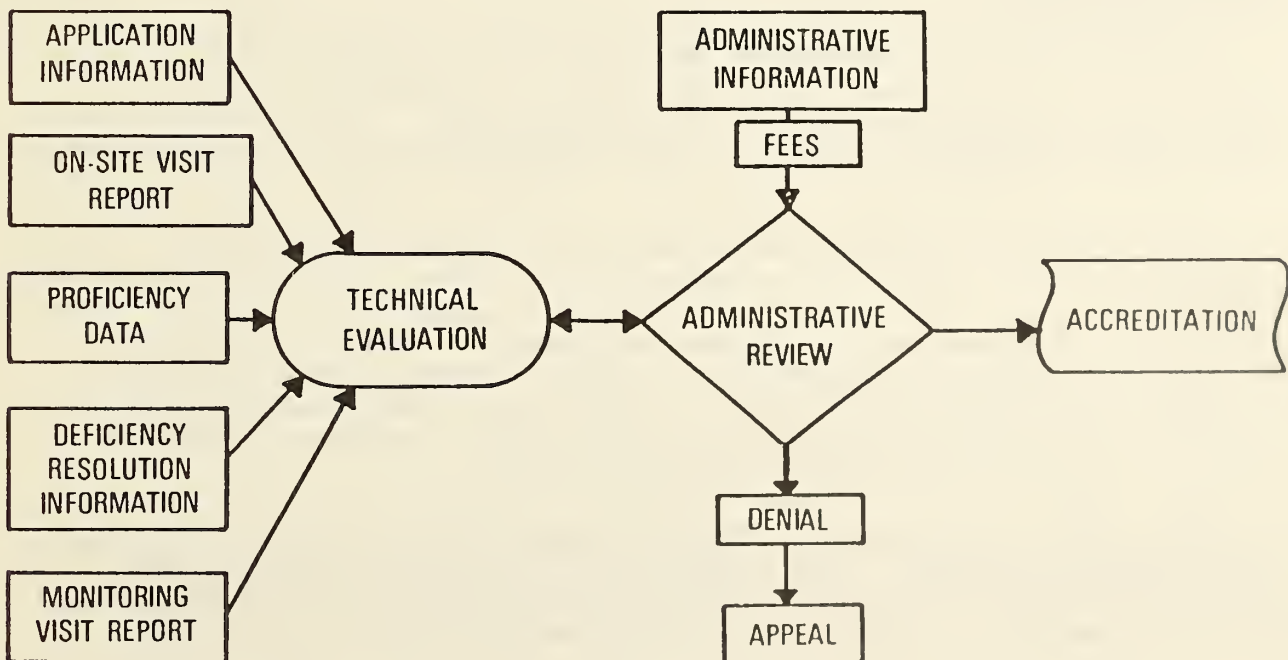 APPLICATION
INFORMATION
ON-SITE VISIT
REPORT
PROFICIENCY
DATA
DEFICIENCY
RESOLUTION
INFORMATION
MONITORING
VISIT REPORT
TECHNICAL
EVALUATION
ADMINISTRATIVE
INFORMATION
FEES
ADMINISTRATIVE
REVIEW
DENIAL
APPEAL
ACCREDITATION